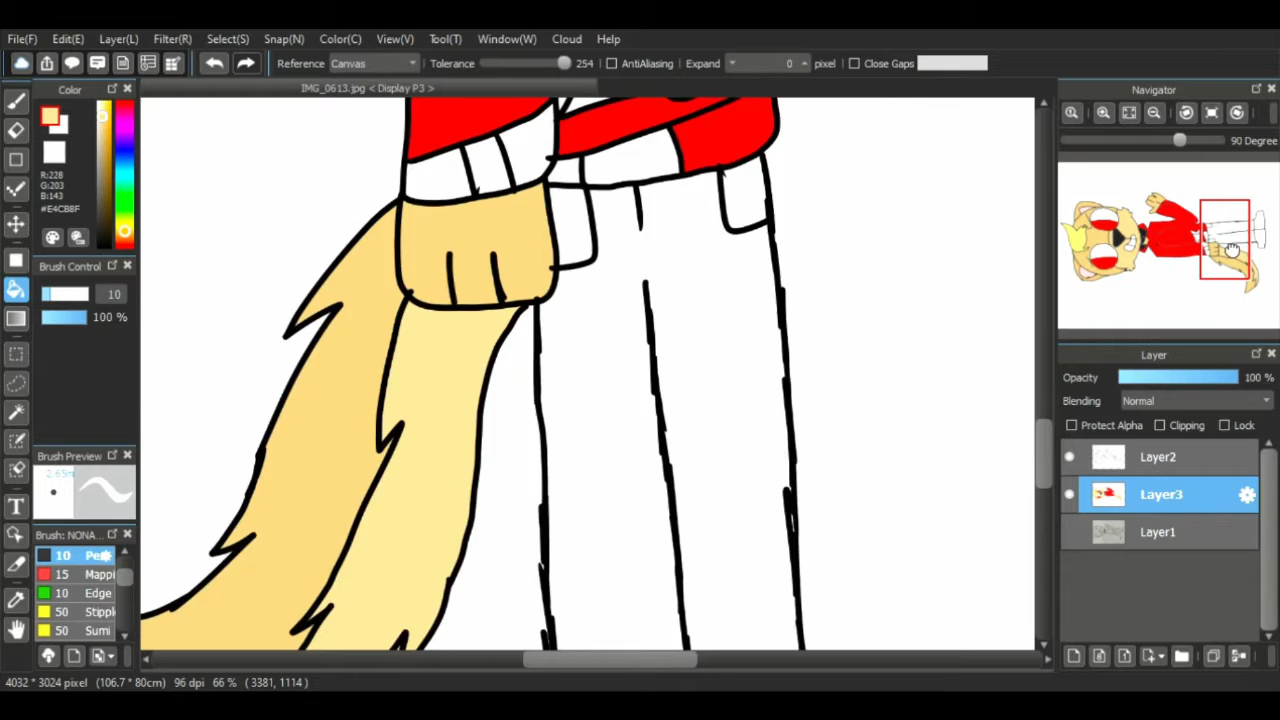 File(F) Edit(E) Layer(L) Filter(R) Select(S) Snap(N) Color(C) View(V) Tool(T) Window(W) Cloud Help
Reference Canvas Tolerance 254 AntiAliasing Expand 0 pixel Close Gaps
Color
IMG_0613.jpg < Display P3 >
Navigator
90 Degree
R:228
G:203
B:143
#E4CB8F
Brush Control
10
100 %
Layer
Opacity 100 %
Blending Normal
Protect Alpha Clipping Lock
Brush Preview
2.65m
Layer2
Layer3
Layer1
Brush: NONA...
10 Pe
15 Mappi
10 Edge
50 Stippl
50 Sumi
T
4032 * 3024 pixel (106.7 * 80cm) 96 dpi 66 % ( 3381, 1114 )